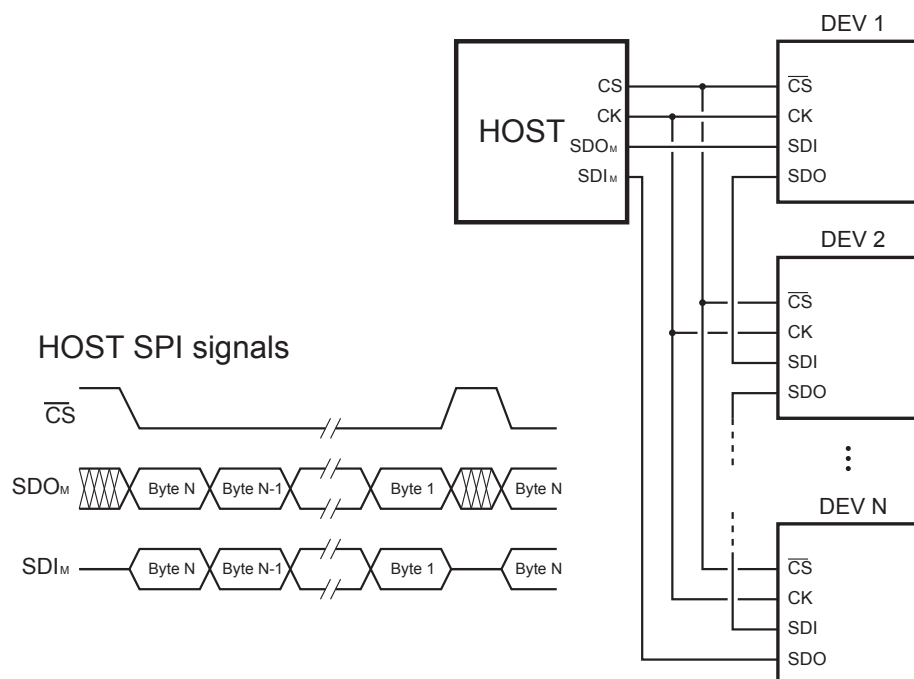 HOST
CS
CK
SDOM
SDIM
DEV 1
CS
CK
SDI
SDO
DEV 2
CS
CK
SDI
SDO
DEV N
CS
CK
SDI
SDO
HOST SPI signals
CS
SDOM
Byte N
Byte N-1
Byte 1
Byte N
SDIM
Byte N
Byte N-1
Byte 1
Byte N